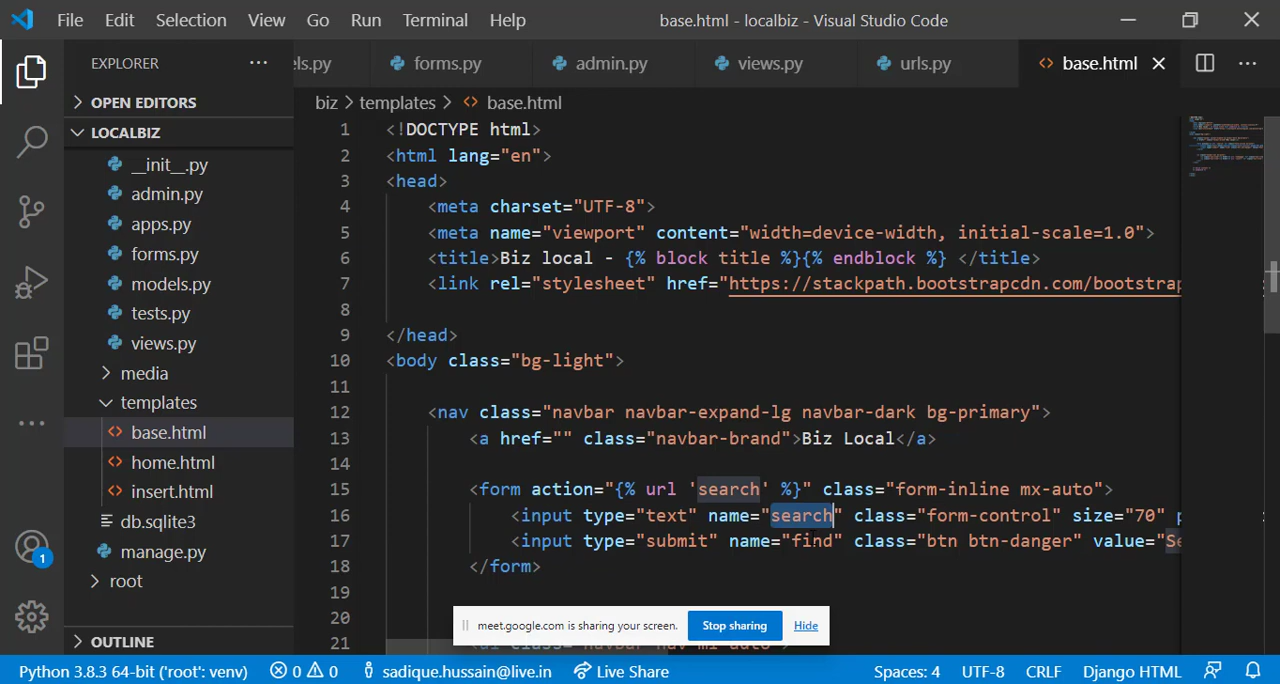 File Edit Selection View Go Run Terminal Help
base.html - localbiz - Visual Studio Code
EXPLORER
els.py forms.py admin.py views.py urls.py base.html
OPEN EDITORS
LOCALBIZ
__init__.py
admin.py
apps.py
forms.py
models.py
tests.py
views.py
media
templates
base.html
home.html
insert.html
db.sqlite3
manage.py
root
OUTLINE
1
biz > templates > base.html
1 <!DOCTYPE html>
2 <html lang="en">
3 <head>
4 <meta charset="UTF-8">
5 <meta name="viewport" content="width=device-width, initial-scale=1.0">
6 <title>Biz local - {% block title %}{% endblock %} </title>
7 <link rel="stylesheet" href="https://stackpath.bootstrapcdn.com/bootstrap
8
9 </head>
10 <body class="bg-light">
11
12 <nav class="navbar navbar-expand-lg navbar-dark bg-primary">
13 <a href="" class="navbar-brand">Biz Local</a>
14
15 <form action="{% url 'search' %}" class="form-inline mx-auto">
16 <input type="text" name="search" class="form-control" size="70" p
17 <input type="submit" name="find" class="btn btn-danger" value="Se
18 </form>
19
20
21
meet.google.com is sharing your screen. Stop sharing Hide
Python 3.8.3 64-bit ('root': venv) 0 0 sadique.hussain@live.in Live Share Spaces: 4 UTF-8 CRLF Django HTML